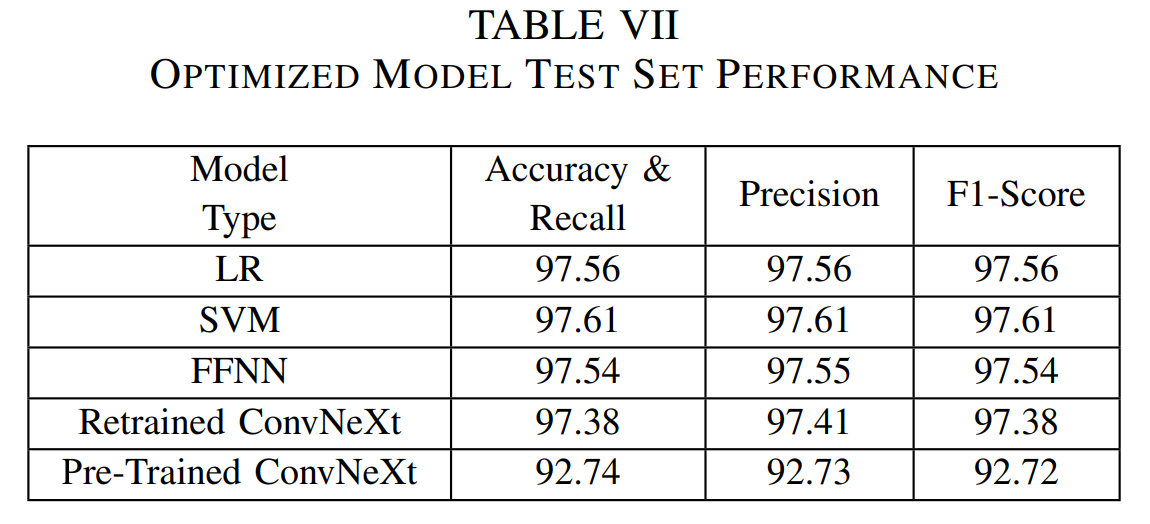 TABLE VII
OPTIMIZED MODEL TEST SET PERFORMANCE
Model Type Accuracy & Recall Precision F1-Score
LR 97.56 97.56 97.56
SVM 97.61 97.61 97.61
FFNN 97.54 97.55 97.54
Retrained ConvNeXt 97.38 97.41 97.38
Pre-Trained ConvNeXt 92.74 92.73 92.72